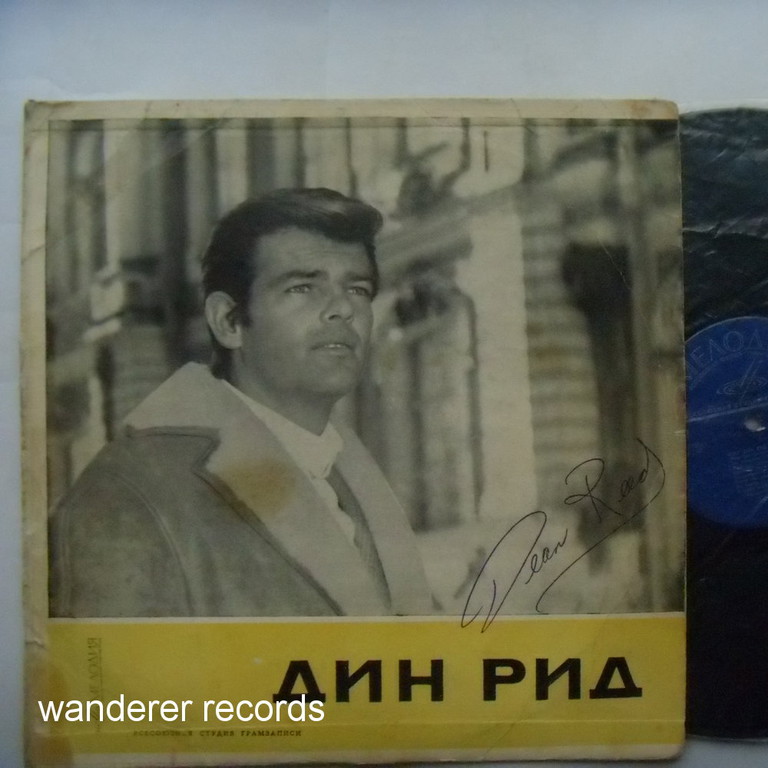 МЕЛОДИЯ
Dean Reed
ДИН РИД
wanderer records
ВСЕСОЮЗНАЯ СТУДИЯ ГРАМЗАПИСИ